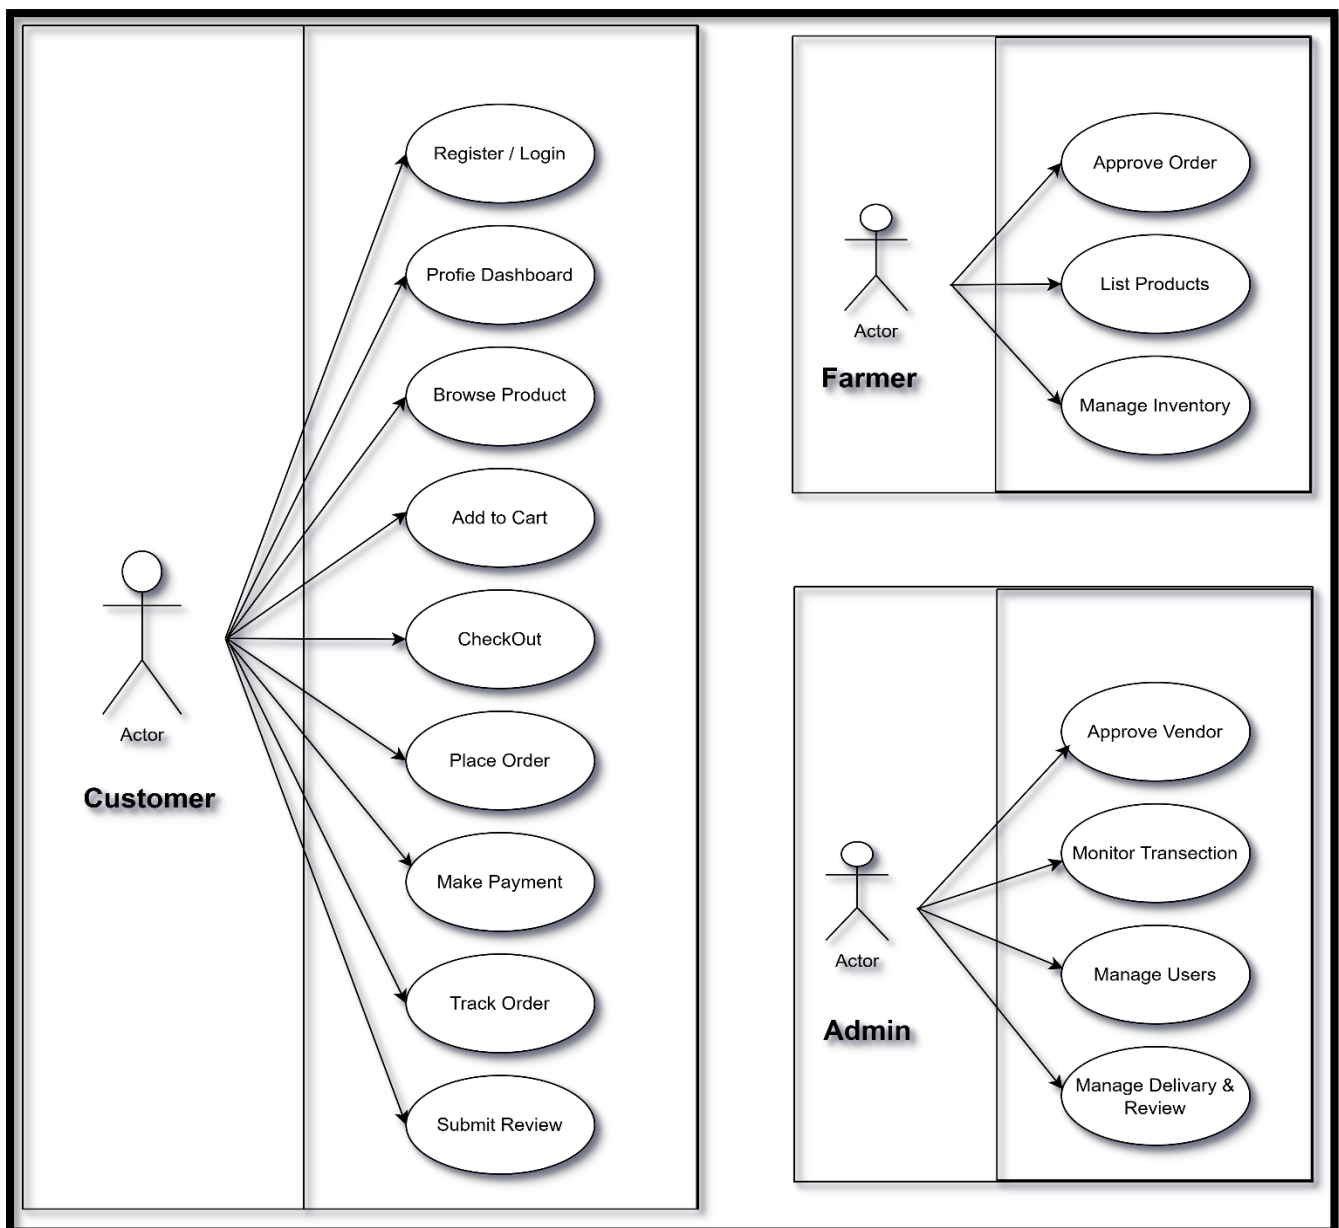 Register / Login
Profie Dashboard
Browse Product
Add to Cart
CheckOut
Place Order
Make Payment
Track Order
Submit Review
Actor
Customer
Approve Order
List Products
Manage Inventory
Actor
Farmer
Approve Vendor
Monitor Transection
Manage Users
Manage Delivary &
Review
Actor
Admin